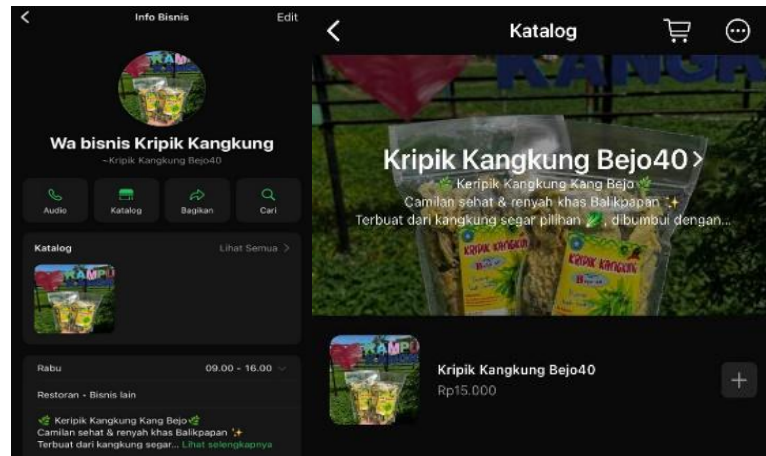 Info Bisnis
Edit
KAMPU
Wa bisnis Kripik Kangkung
~Kripik Kangkung Bejo40
Audio
Katalog
Bagikan
Cari
Katalog
Lihat Semua >
Rabu
09.00 - 16.00
Restoran - Bisnis lain
🌿 Keripik Kangkung Kang Bejo🌿
Camilan sehat & renyah khas Balikpapan ✨
Terbuat dari kangkung segar... Lihat selengkapnya
Katalog
Kripik Kangkung Bejo40 >
🌿 Keripik Kangkung Kang Bejo🌿
Camilan sehat & renyah khas Balikpapan ✨
Terbuat dari kangkung segar pilihan 🥬, dibumbui dengan...
KRIPIK KANGKUNG
KRIPIK KANGKUNG
Kripik Kangkung Bejo40
Rp15.000